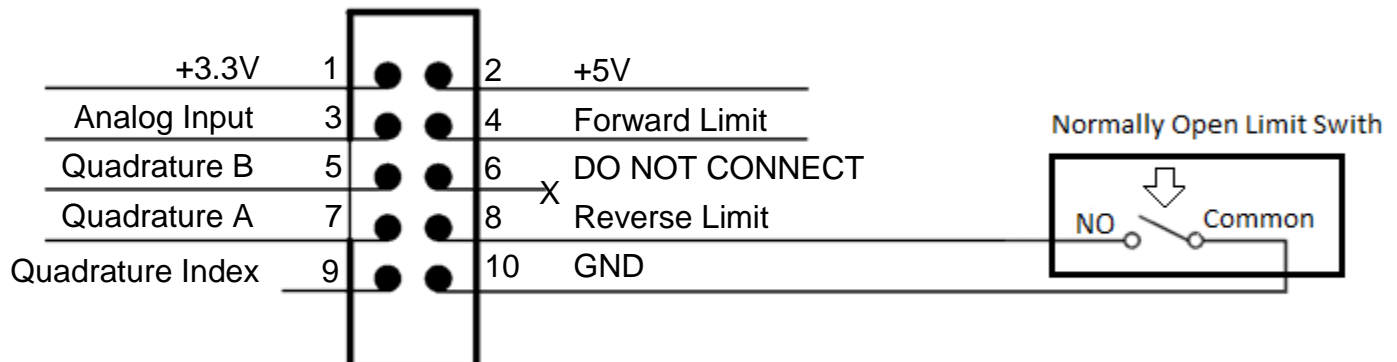 +3.3V 1 2 +5V
Analog Input 3 4 Forward Limit
Normally Open Limit Swith
Quadrature B 5 6 DO NOT CONNECT
X
Quadrature A 7 8 Reverse Limit
NO Common
Quadrature Index 9 10 GND